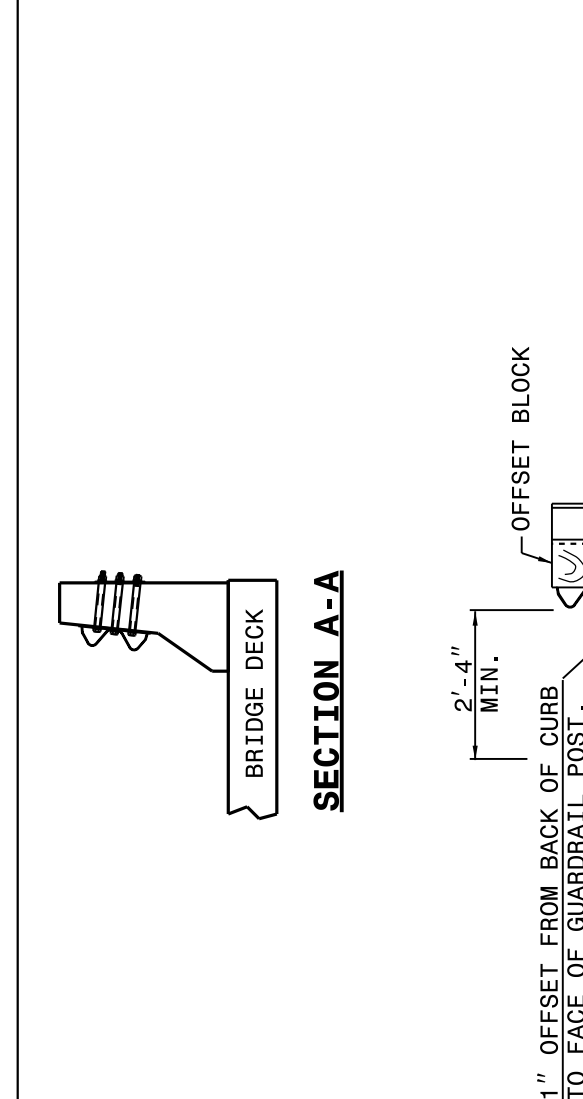 BRIDGE DECK
SECTION A-A
OFFSET BLOCK
2'-4"
MIN.
1" OFFSET FROM BACK OF CURB
TO FACE OF GUARDRAIL POST.